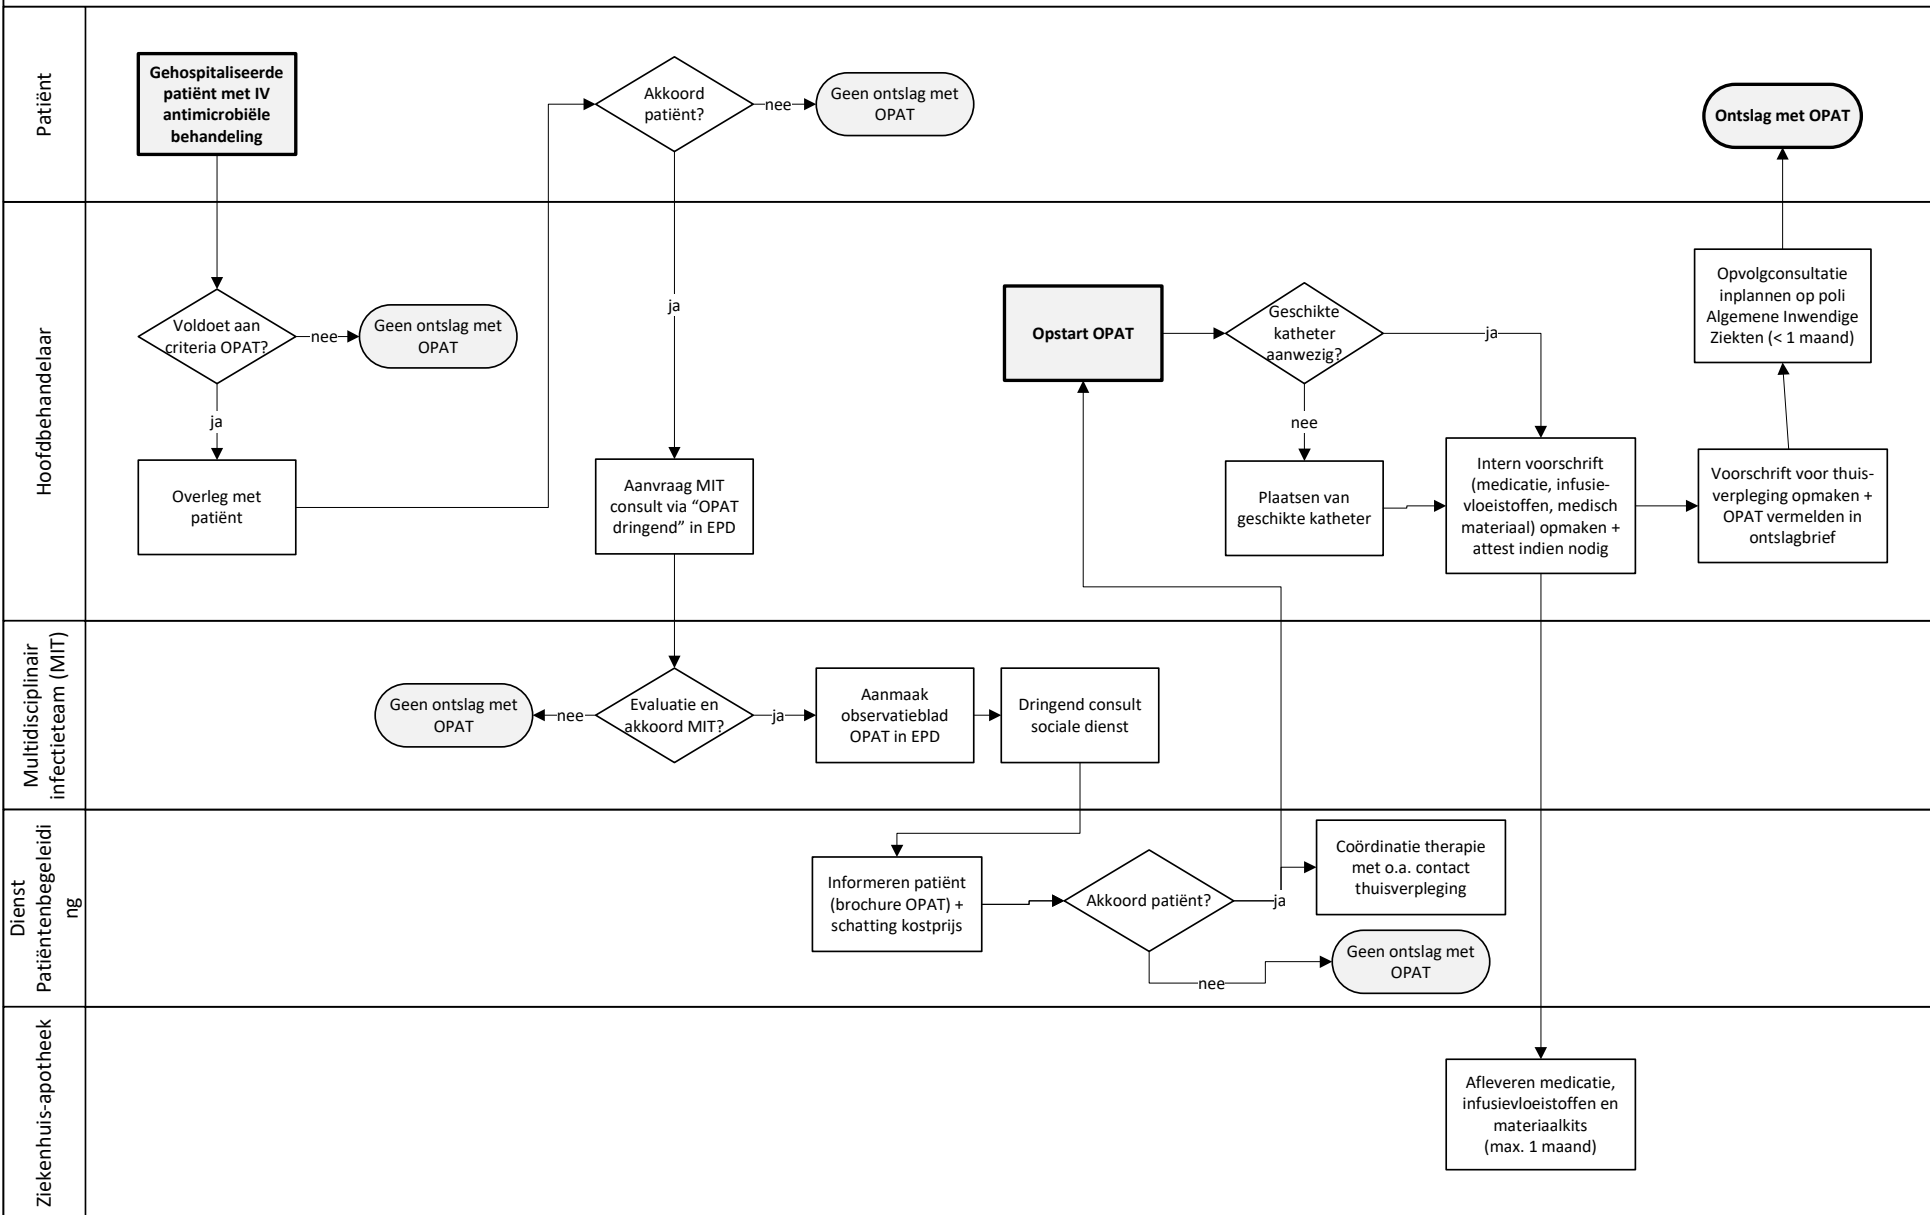 Patiënt
Gehospitaliseerde
patiënt met IV
antimicrobiële
behandeling
Akkoord
patiënt?
nee
Geen ontslag met
OPAT
Ontslag met OPAT
ja
Hoofdbehandelaar
Voldoet aan
criteria OPAT?
nee
Geen ontslag met
OPAT
ja
Overleg met
patiënt
Aanvraag MIT
consult via “OPAT
dringend” in EPD
Opstart OPAT
Geschikte
katheter
aanwezig?
ja
nee
Plaatsen van
geschikte katheter
Intern voorschrift
(medicatie, infusie-
vloeistoffen, medisch
materiaal) opmaken +
attest indien nodig
Voorschrift voor thuis-
verpleging opmaken +
OPAT vermelden in
ontslagbrief
Opvolgconsultatie
inplannen op poli
Algemene Inwendige
Ziekten (< 1 maand)
Multidisciplinair
infectieteam (MIT)
Geen ontslag met
OPAT
nee
Evaluatie en
akkoord MIT?
ja
Aanmaak
observatieblad
OPAT in EPD
Dringend consult
sociale dienst
Dienst
Patiëntenbegeleidi
ng
Informeren patiënt
(brochure OPAT) +
schatting kostprijs
Akkoord patiënt?
ja
Coördinatie therapie
met o.a. contact
thuisverpleging
nee
Geen ontslag met
OPAT
Ziekenhuis-apotheek
Afleveren medicatie,
infusievloeistoffen en
materiaalkits
(max. 1 maand)